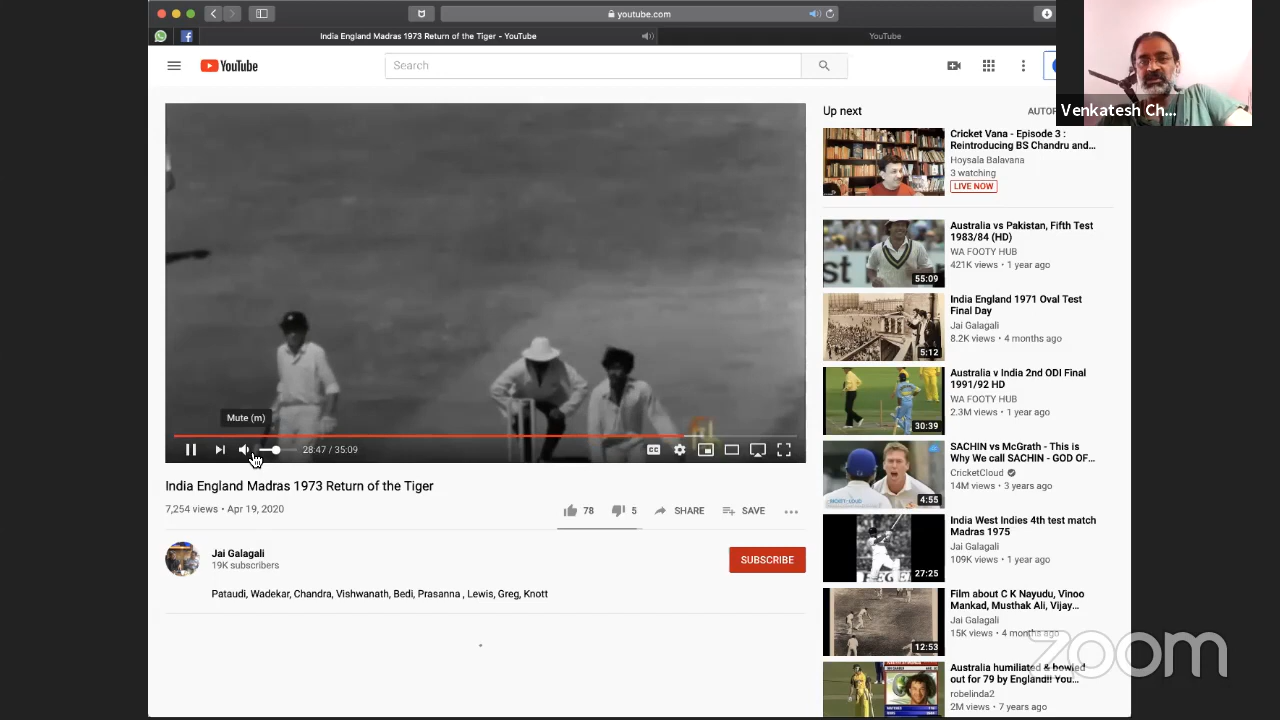 youtube.com
India England Madras 1973 Return of the Tiger - YouTube
YouTube
YouTube
Search
Venkatesh Ch...
Up next
AUTOP
Cricket Vana - Episode 3 :
Reintroducing BS Chandru and...
Hoysala Balavana
3 watching
LIVE NOW
Australia vs Pakistan, Fifth Test
1983/84 (HD)
WA FOOTY HUB
421K views • 1 year ago
55:09
India England 1971 Oval Test
Final Day
Jai Galagali
8.2K views • 4 months ago
5:12
Australia v India 2nd ODI Final
1991/92 HD
WA FOOTY HUB
2.3M views • 1 year ago
30:39
SACHIN vs McGrath - This is
Why We call SACHIN - GOD OF...
CricketCloud
14M views • 3 years ago
4:55
India West Indies 4th test match
Madras 1975
Jai Galagali
109K views • 1 year ago
27:25
Film about C K Nayudu, Vinoo
Mankad, Musthak Ali, Vijay...
Jai Galagali
15K views • 4 months ago
12:53
Australia humiliated & bowled
out for 79 by England!! You...
robelinda2
2M views • 7 years ago
Mute (m)
28:47 / 35:09
CC
India England Madras 1973 Return of the Tiger
7,254 views • Apr 19, 2020
78
5
SHARE
SAVE
Jai Galagali
19K subscribers
SUBSCRIBE
Pataudi, Wadekar, Chandra, Vishwanath, Bedi, Prasanna , Lewis, Greg, Knott
zoom